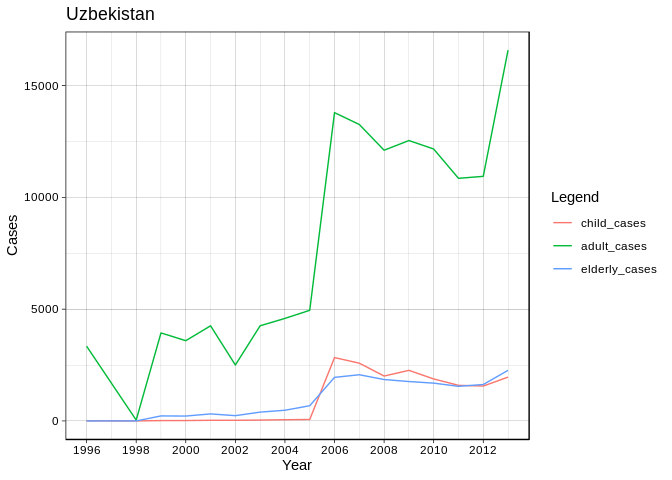 Uzbekistan
15000
10000
5000
0
Cases
1996 1998 2000 2002 2004 2006 2008 2010 2012
Year
Legend
child_cases
adult_cases
elderly_cases